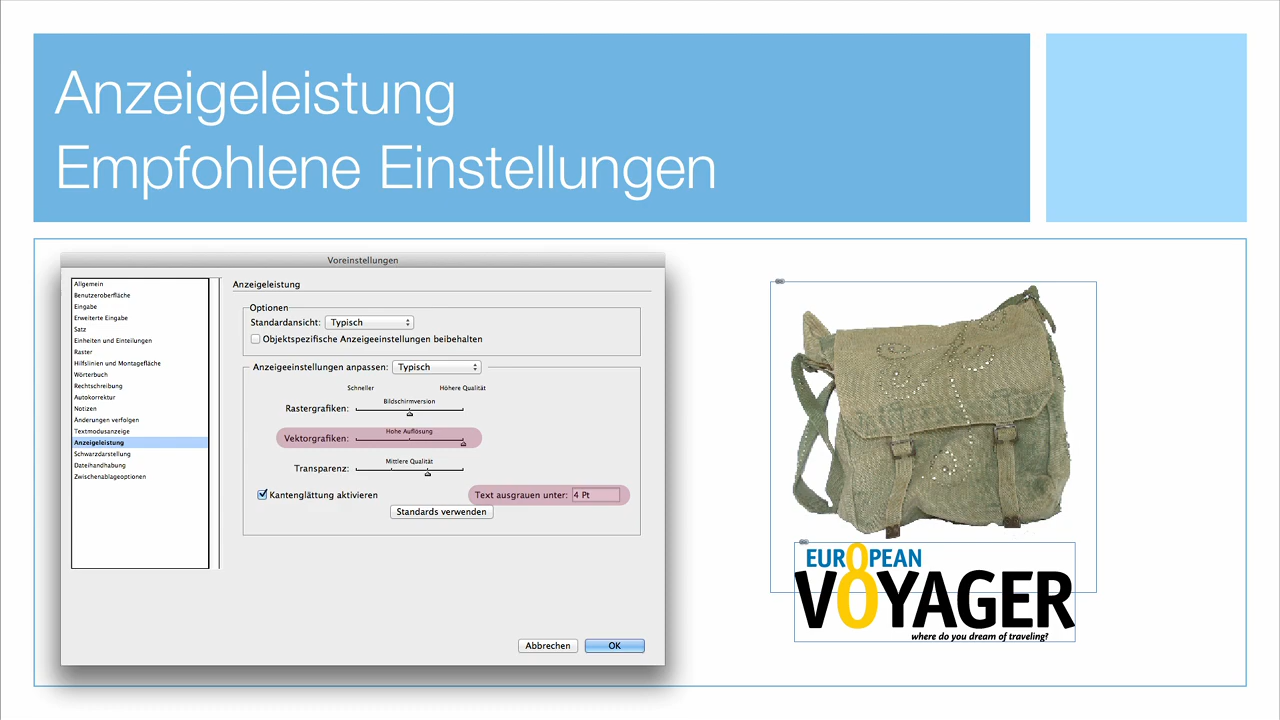 Anzeigeleistung
Empfohlene Einstellungen
Voreinstellungen
Allgemein
Benutzeroberfläche
Eingabe
Erweiterte Eingabe
Satz
Einheiten und Einteilungen
Raster
Hilfslinien und Montagefläche
Wörterbuch
Rechtschreibung
Autokorrektur
Notizen
Änderungen verfolgen
Textmodusanzeige
Anzeigeleistung
Schwarzdarstellung
Dateihandhabung
Zwischenablageoptionen
Anzeigeleistung
Optionen
Standardansicht: Typisch
Objektspezifische Anzeigeeinstellungen beibehalten
Anzeigeeinstellungen anpassen: Typisch
Schneller Höhere Qualität
Bildschirmversion
Rastergrafiken:
Hohe Auflösung
Vektorgrafiken:
Mittlere Qualität
Transparenz:
Kantenglättung aktivieren
Text ausgrauen unter: 4 Pt
Standards verwenden
Abbrechen OK
EUROPEAN
VOYAGER
where do you dream of traveling?